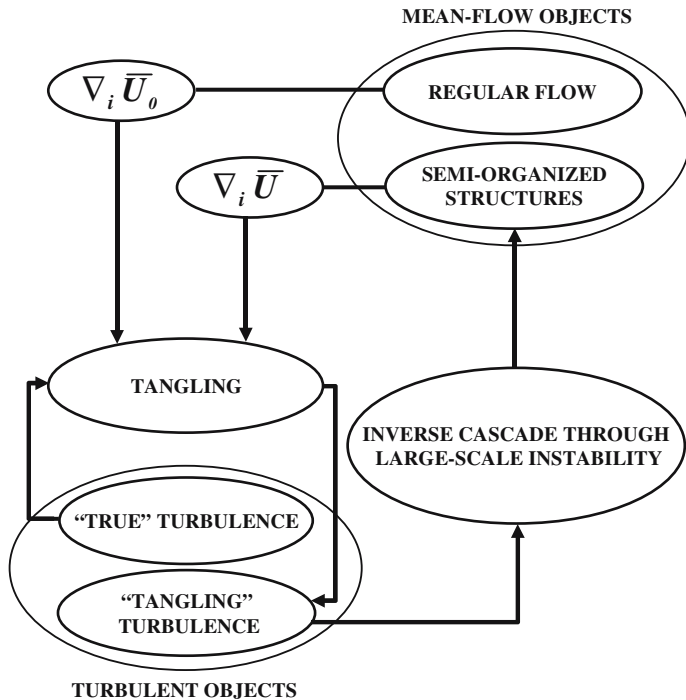 MEAN-FLOW OBJECTS
∇ᵢ U̅₀
REGULAR FLOW
∇ᵢ U̅
SEMI-ORGANIZED
STRUCTURES
TANGLING
INVERSE CASCADE THROUGH
LARGE-SCALE INSTABILITY
“TRUE” TURBULENCE
“TANGLING”
TURBULENCE
TURBULENT OBJECTS